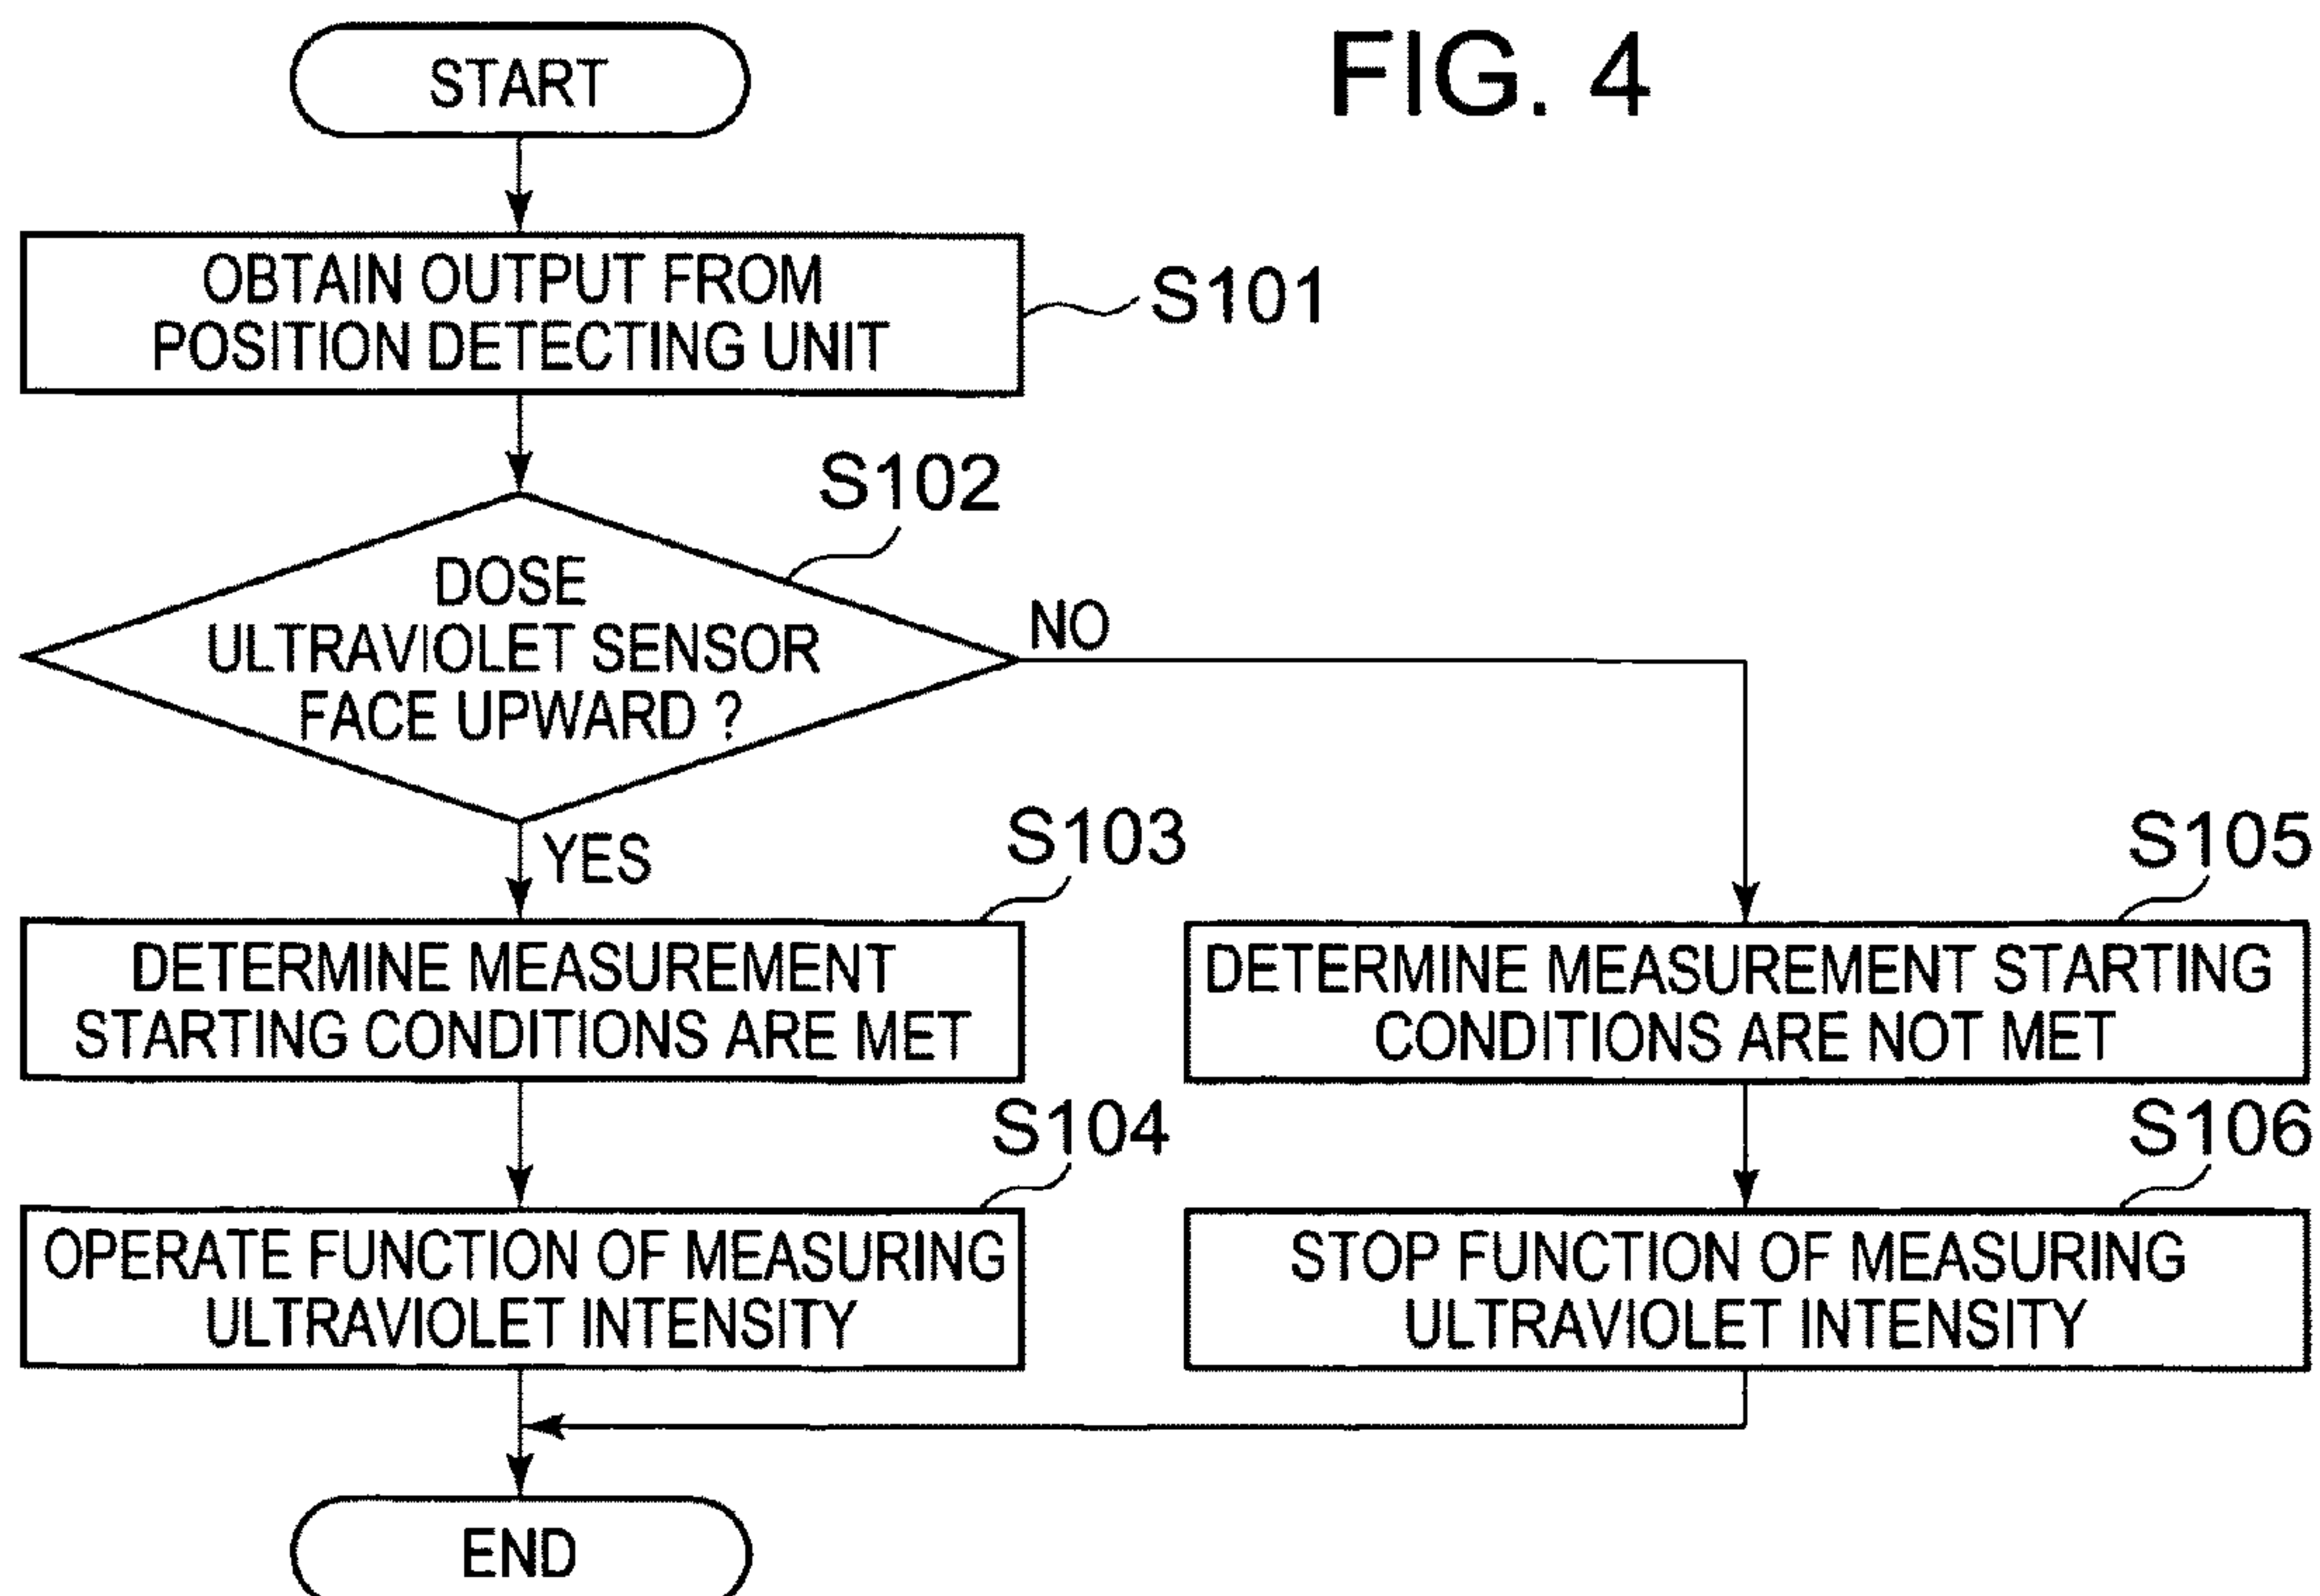 FIG. 4
START
OBTAIN OUTPUT FROM
POSITION DETECTING UNIT
S101
S102
DOSE
ULTRAVIOLET SENSOR
FACE UPWARD ?
NO
YES
S103
DETERMINE MEASUREMENT
STARTING CONDITIONS ARE MET
S104
OPERATE FUNCTION OF MEASURING
ULTRAVIOLET INTENSITY
S105
DETERMINE MEASUREMENT STARTING
CONDITIONS ARE NOT MET
S106
STOP FUNCTION OF MEASURING
ULTRAVIOLET INTENSITY
END